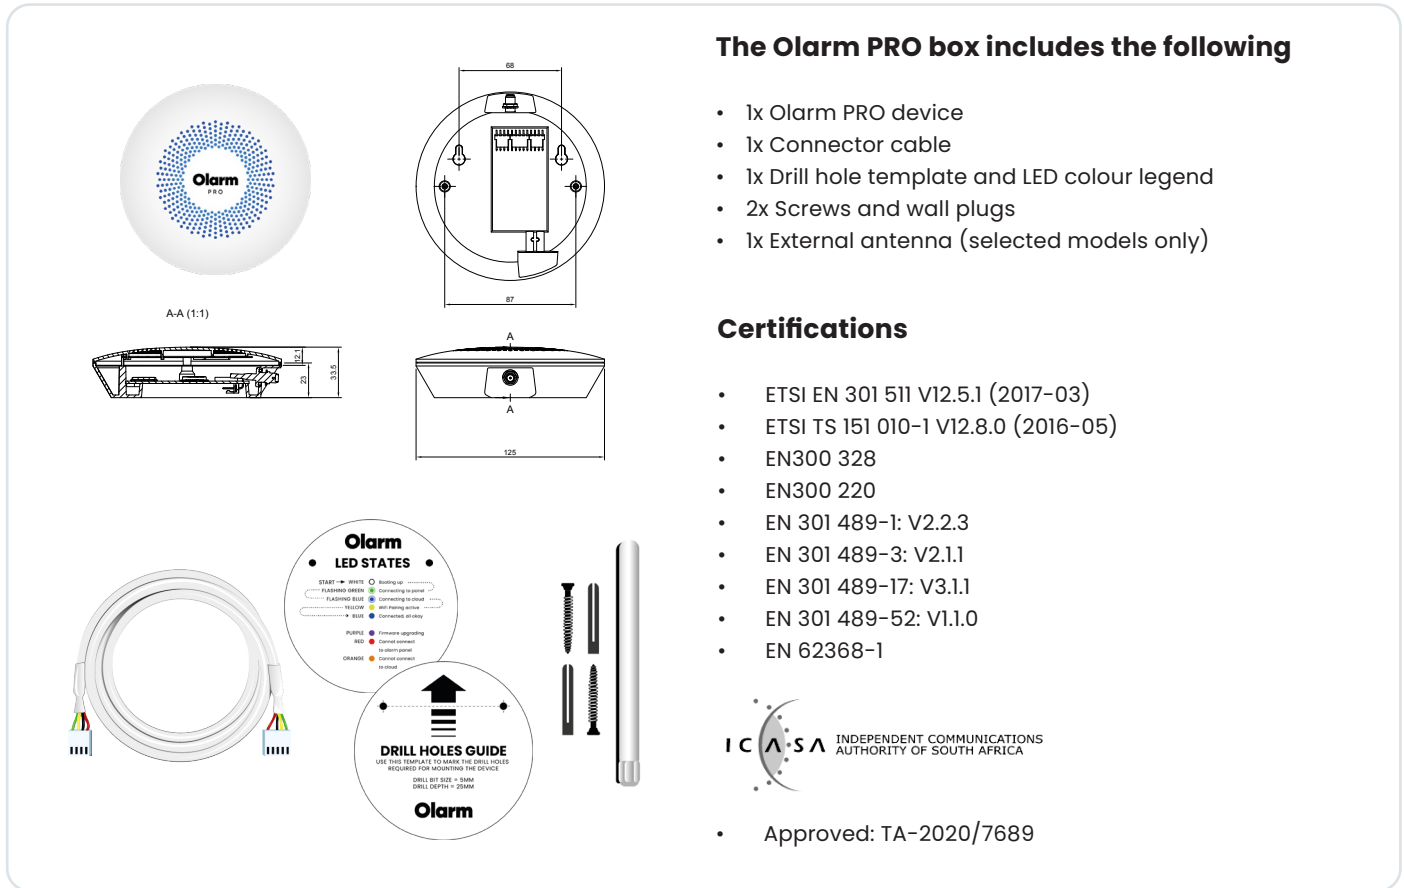 The Olarm PRO box includes the following
• 1x Olarm PRO device
• 1x Connector cable
• 1x Drill hole template and LED colour legend
• 2x Screws and wall plugs
• 1x External antenna (selected models only)
Certifications
• ETSI EN 301 511 V12.5.1 (2017-03)
• ETSI TS 151 010-1 V12.8.0 (2016-05)
• EN300 328
• EN300 220
• EN 301 489-1: V2.2.3
• EN 301 489-3: V2.1.1
• EN 301 489-17: V3.1.1
• EN 301 489-52: V1.1.0
• EN 62368-1
ICASA INDEPENDENT COMMUNICATIONS
AUTHORITY OF SOUTH AFRICA
• Approved: TA-2020/7689
Olarm
PRO
68
87
A-A (1:1)
12.1
23
33.5
A
A
125
Olarm
LED STATES
START WHITE Booting up
FLASHING GREEN Connecting to panel
FLASHING BLUE Connecting to cloud
YELLOW WiFi Pairing active
BLUE Connected, all okay
PURPLE Firmware upgrading
RED Cannot connect
to alarm panel
ORANGE Cannot connect
to cloud
DRILL HOLES GUIDE
USE THIS TEMPLATE TO MARK THE DRILL HOLES
REQUIRED FOR MOUNTING THE DEVICE
DRILL BIT SIZE = 5MM
DRILL DEPTH = 25MM
Olarm